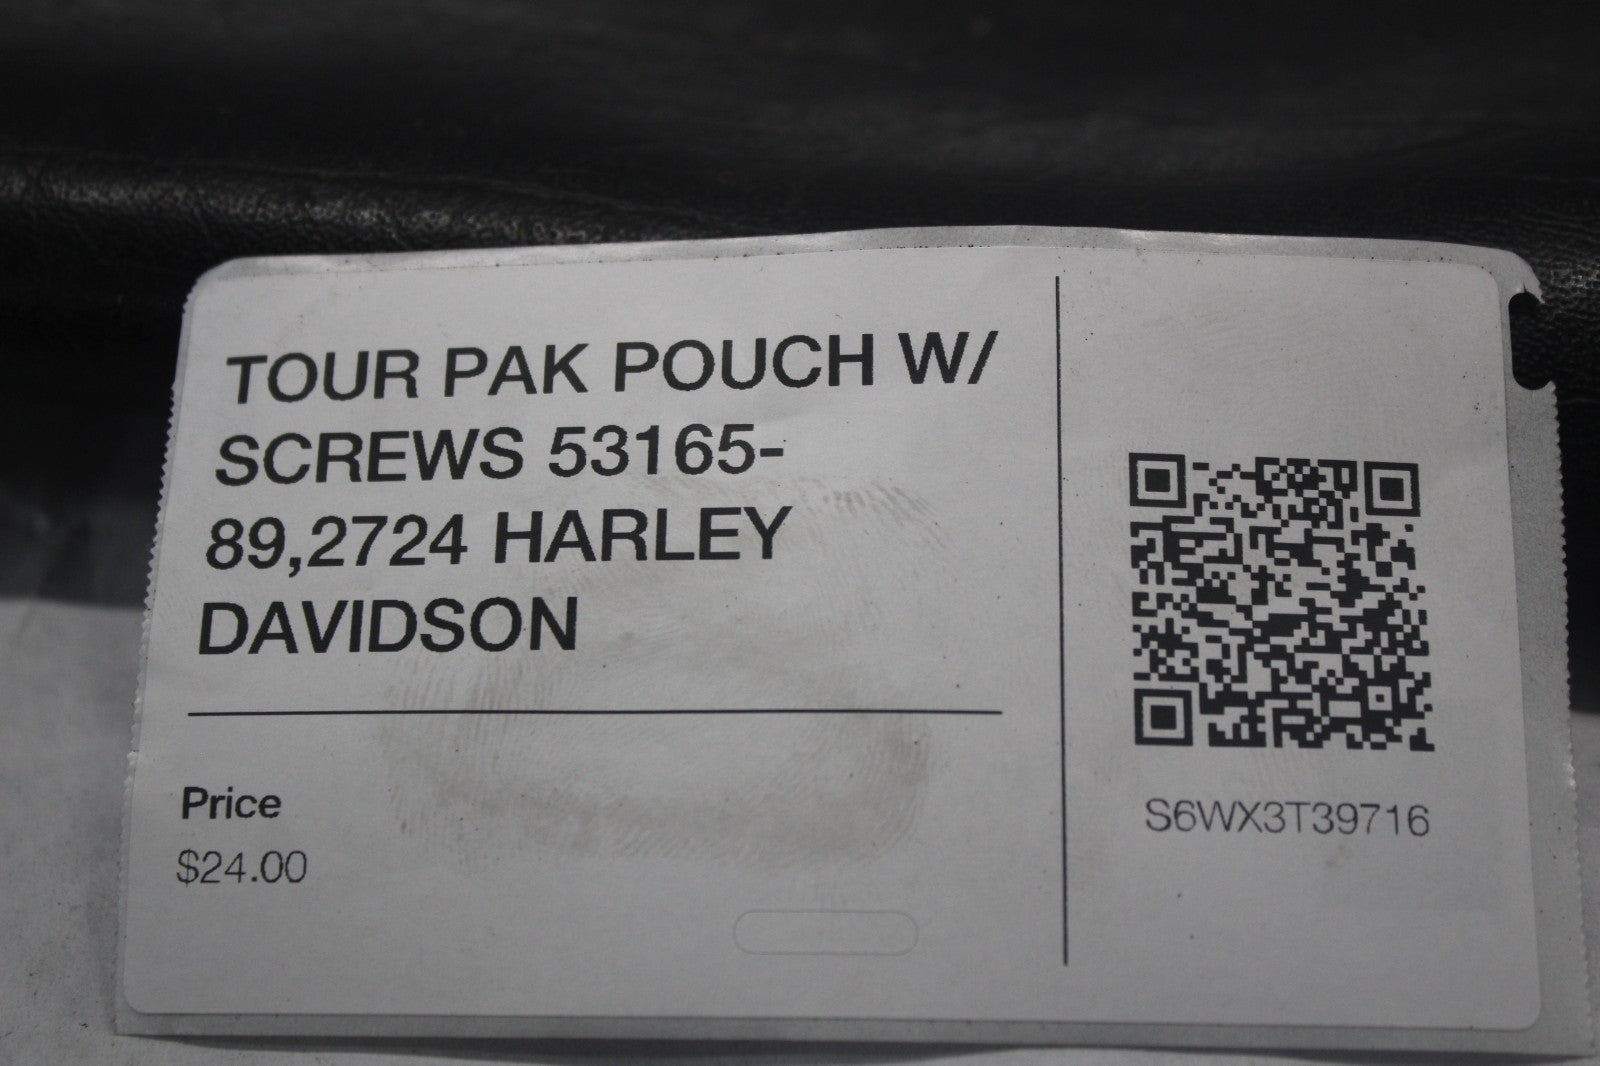 TOUR PAK POUCH W/
SCREWS 53165-
89,2724 HARLEY
DAVIDSON
Price
$24.00
S6WX3T39716